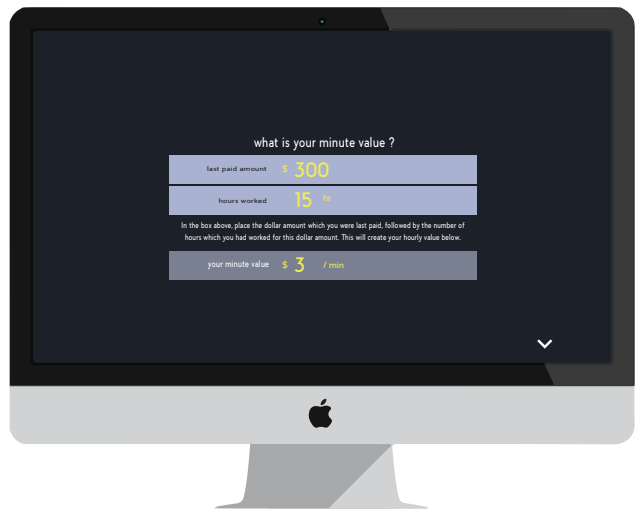 what is your minute value ?
last paid amount $ 300
hours worked 15 hr
In the box above, place the dollar amount which you were last paid, followed by the number of
hours which you had worked for this dollar amount. This will create your hourly value below.
your minute value $ 3 / min